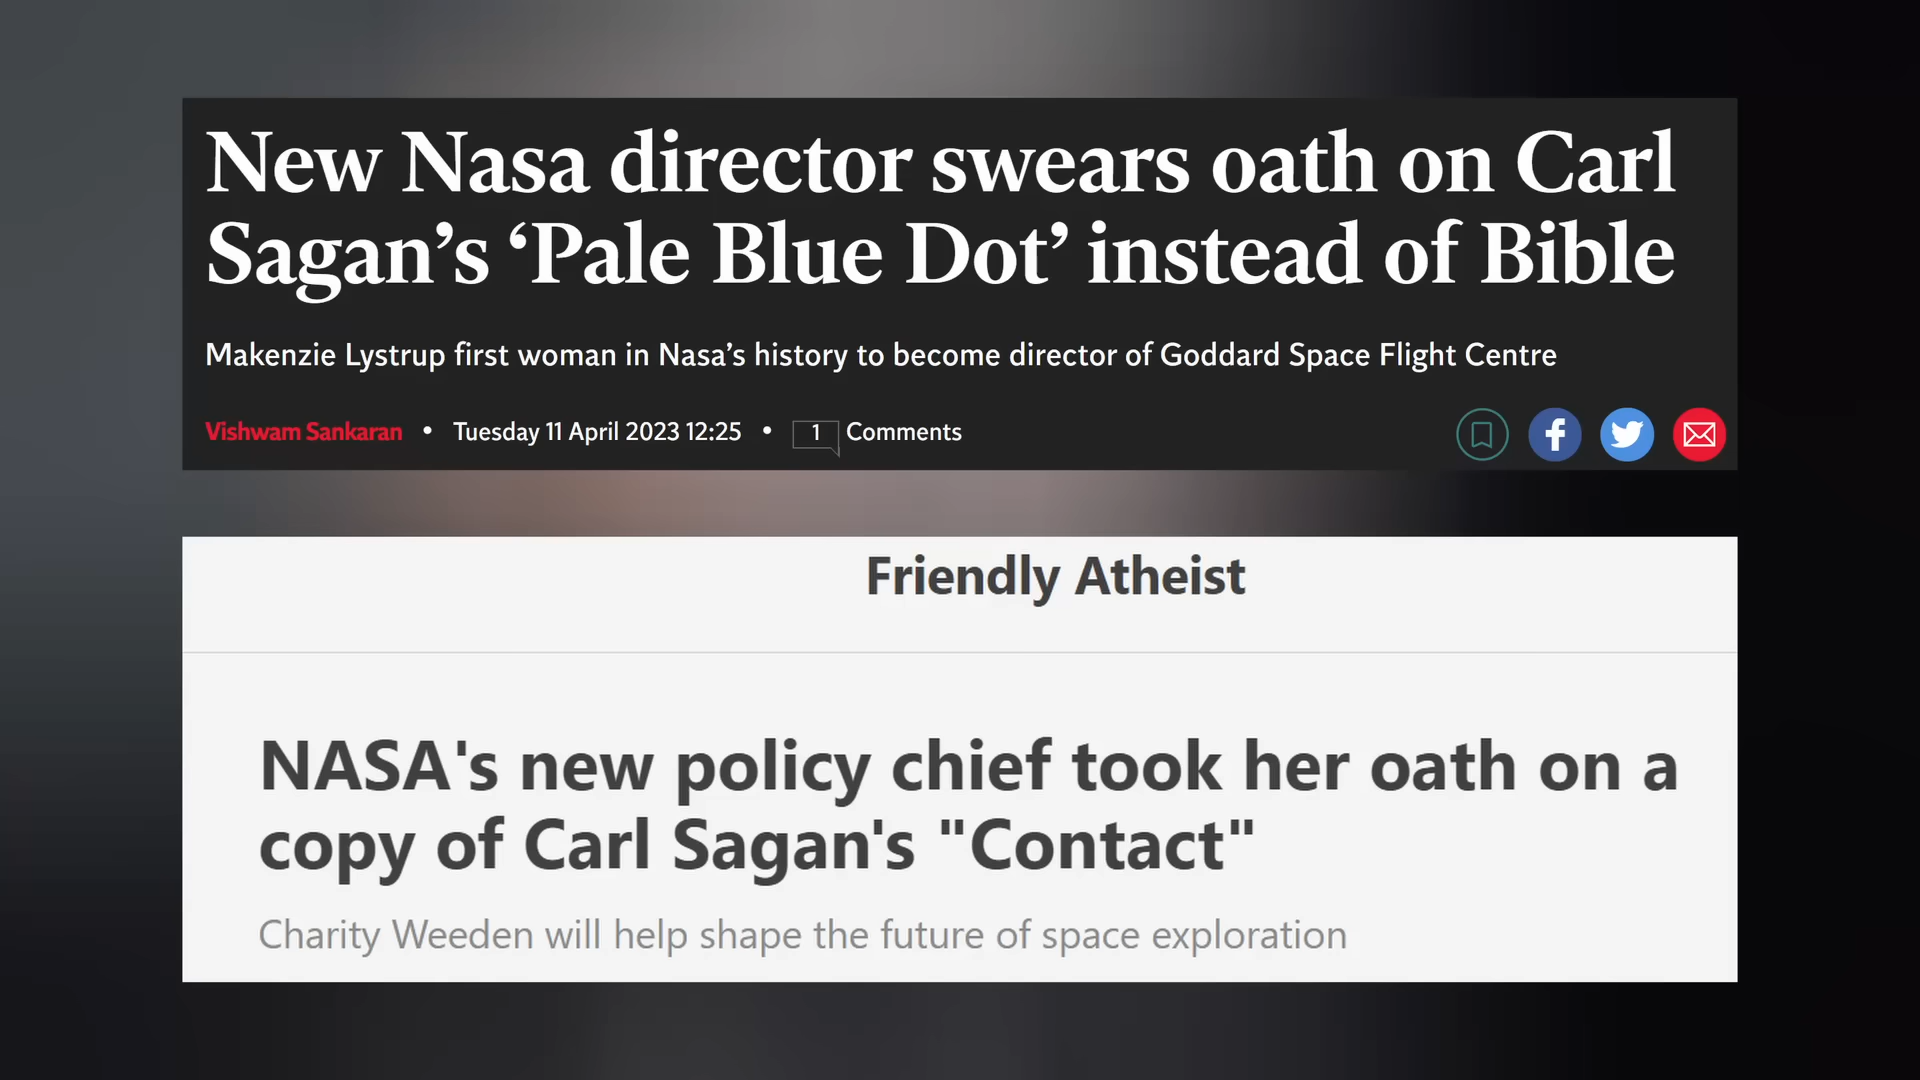 New Nasa director swears oath on Carl
Sagan’s ‘Pale Blue Dot’ instead of Bible
Makenzie Lystrup first woman in Nasa’s history to become director of Goddard Space Flight Centre
Vishwam Sankaran • Tuesday 11 April 2023 12:25 • 1 Comments
Friendly Atheist
NASA's new policy chief took her oath on a
copy of Carl Sagan's "Contact"
Charity Weeden will help shape the future of space exploration